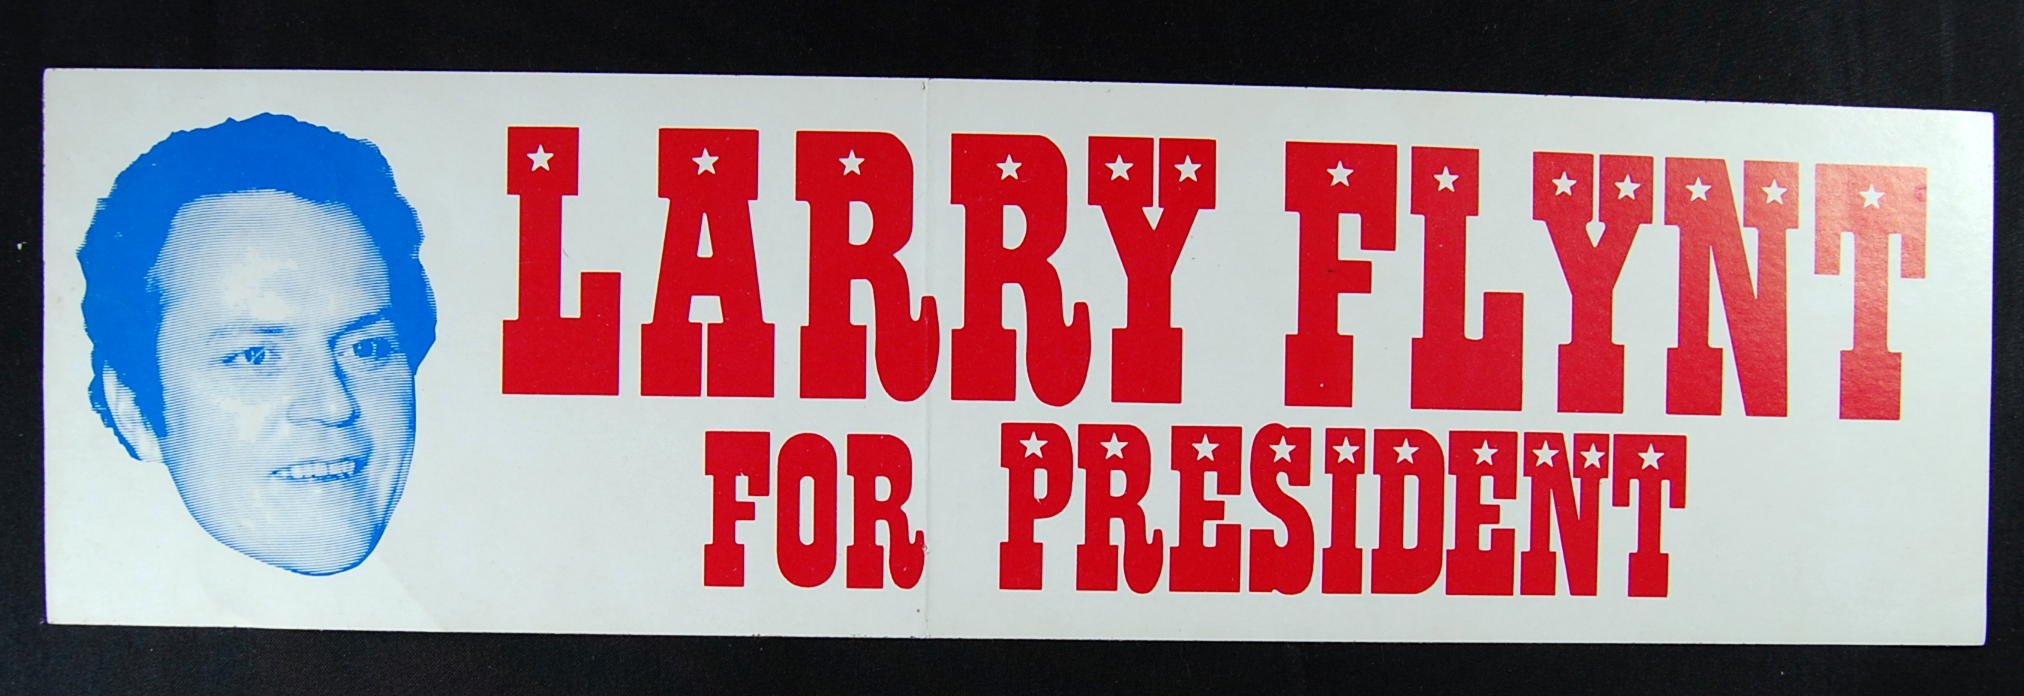 LARRY FLYNT
FOR PRESIDENT